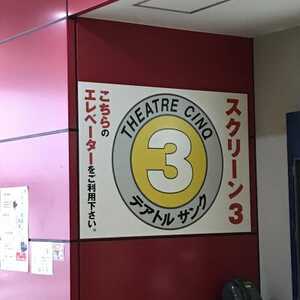 スクリーン3
THEATRE CINQ
3
テアトル サンク
こちらの
エレベーターをご利用下さい。